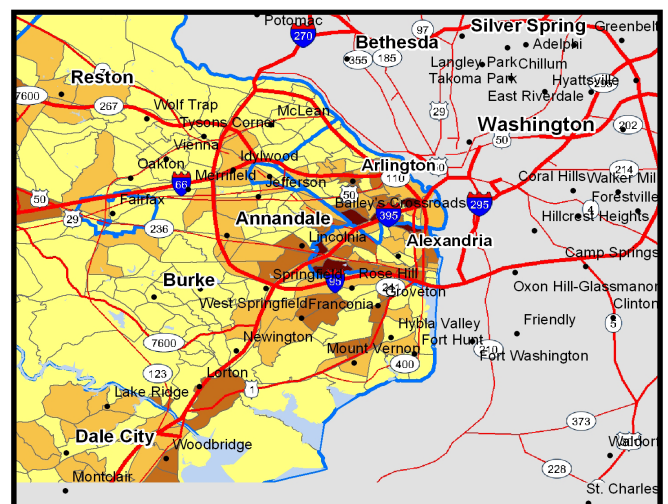 Potomac
270
97
Silver Spring
Greenbelt
Bethesda
Adelphi
355
185
Langley Park
Chillum
Reston
Takoma Park
Hyattsville
7600
267
Wolf Trap
McLean
29
East Riverdale
Tysons Corner
Washington
202
Vienna
50
Idylwood
Oakton
Merrifield
Arlington
214
66
Jefferson
110
Coral Hills
Walker Mill
50
Fairfax
50
Bailey's Crossroads
295
Forestville
29
Annandale
395
4
Hillcrest Heights
236
Lincolnia
Alexandria
Camp Springs
Burke
Springfield
Rose Hill
95
Groveton
Oxon Hill-Glassmanor
West Springfield
Franconia
Clinton
Hybla Valley
Friendly
5
Newington
Fort Hunt
210
7600
Mount Vernon
Fort Washington
123
Lorton
400
Lake Ridge
1
373
Dale City
Woodbridge
Waldorf
Montclair
228
St. Charles